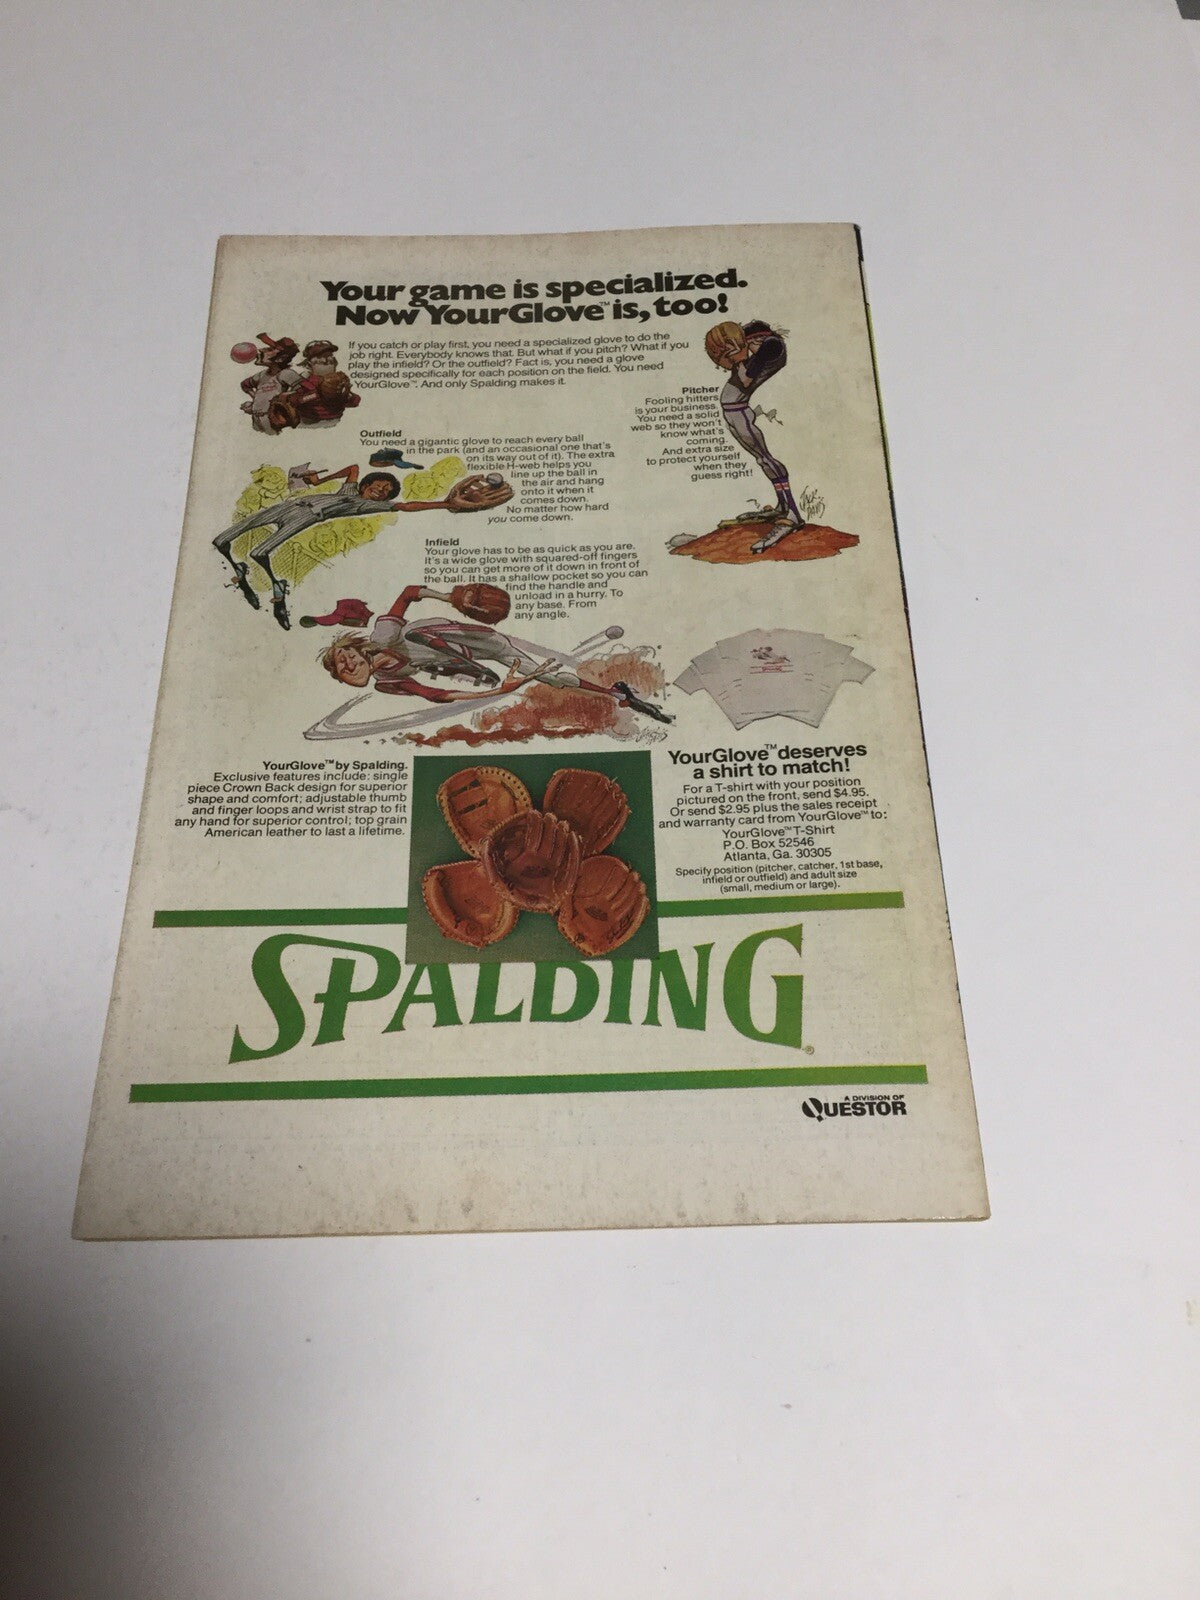 Your game is specialized.
Now YourGlove™ is, too!
If you catch or play first, you need a specialized glove to do the
job right. Everybody knows that. But what if you pitch? What if you
play the infield? Or the outfield? Fact is, you need a glove
designed specifically for each position on the field. You need
YourGlove™. And only Spalding makes it.
Pitcher
Fooling hitters
is your business.
You need a solid
web so they won't
know what's
coming.
And extra size
to protect yourself
when they
guess right!
JACK
DAVIS
Outfield
You need a gigantic glove to reach every ball
in the park (and an occasional one that's
on its way out of it). The extra
flexible H-web helps you
line up the ball in
the air and hang
onto it when it
comes down.
No matter how hard
you come down.
Infield
Your glove has to be as quick as you are.
It's a wide glove with squared-off fingers
so you can get more of it down in front of
the ball. It has a shallow pocket so you can
find the handle and
unload in a hurry. To
any base. From
any angle.
YourGlove™ by Spalding.
Exclusive features include: single
piece Crown Back design for superior
shape and comfort; adjustable thumb
and finger loops and wrist strap to fit
any hand for superior control; top grain
American leather to last a lifetime.
YourGlove™ deserves
a shirt to match!
For a T-shirt with your position
pictured on the front, send $4.95.
Or send $2.95 plus the sales receipt
and warranty card from YourGlove™ to:
YourGlove™ T-Shirt
P.O. Box 52546
Atlanta, Ga. 30305
Specify position (pitcher, catcher, 1st base,
infield or outfield) and adult size
(small, medium or large).
SPALDING®
A DIVISION OF
QUESTOR